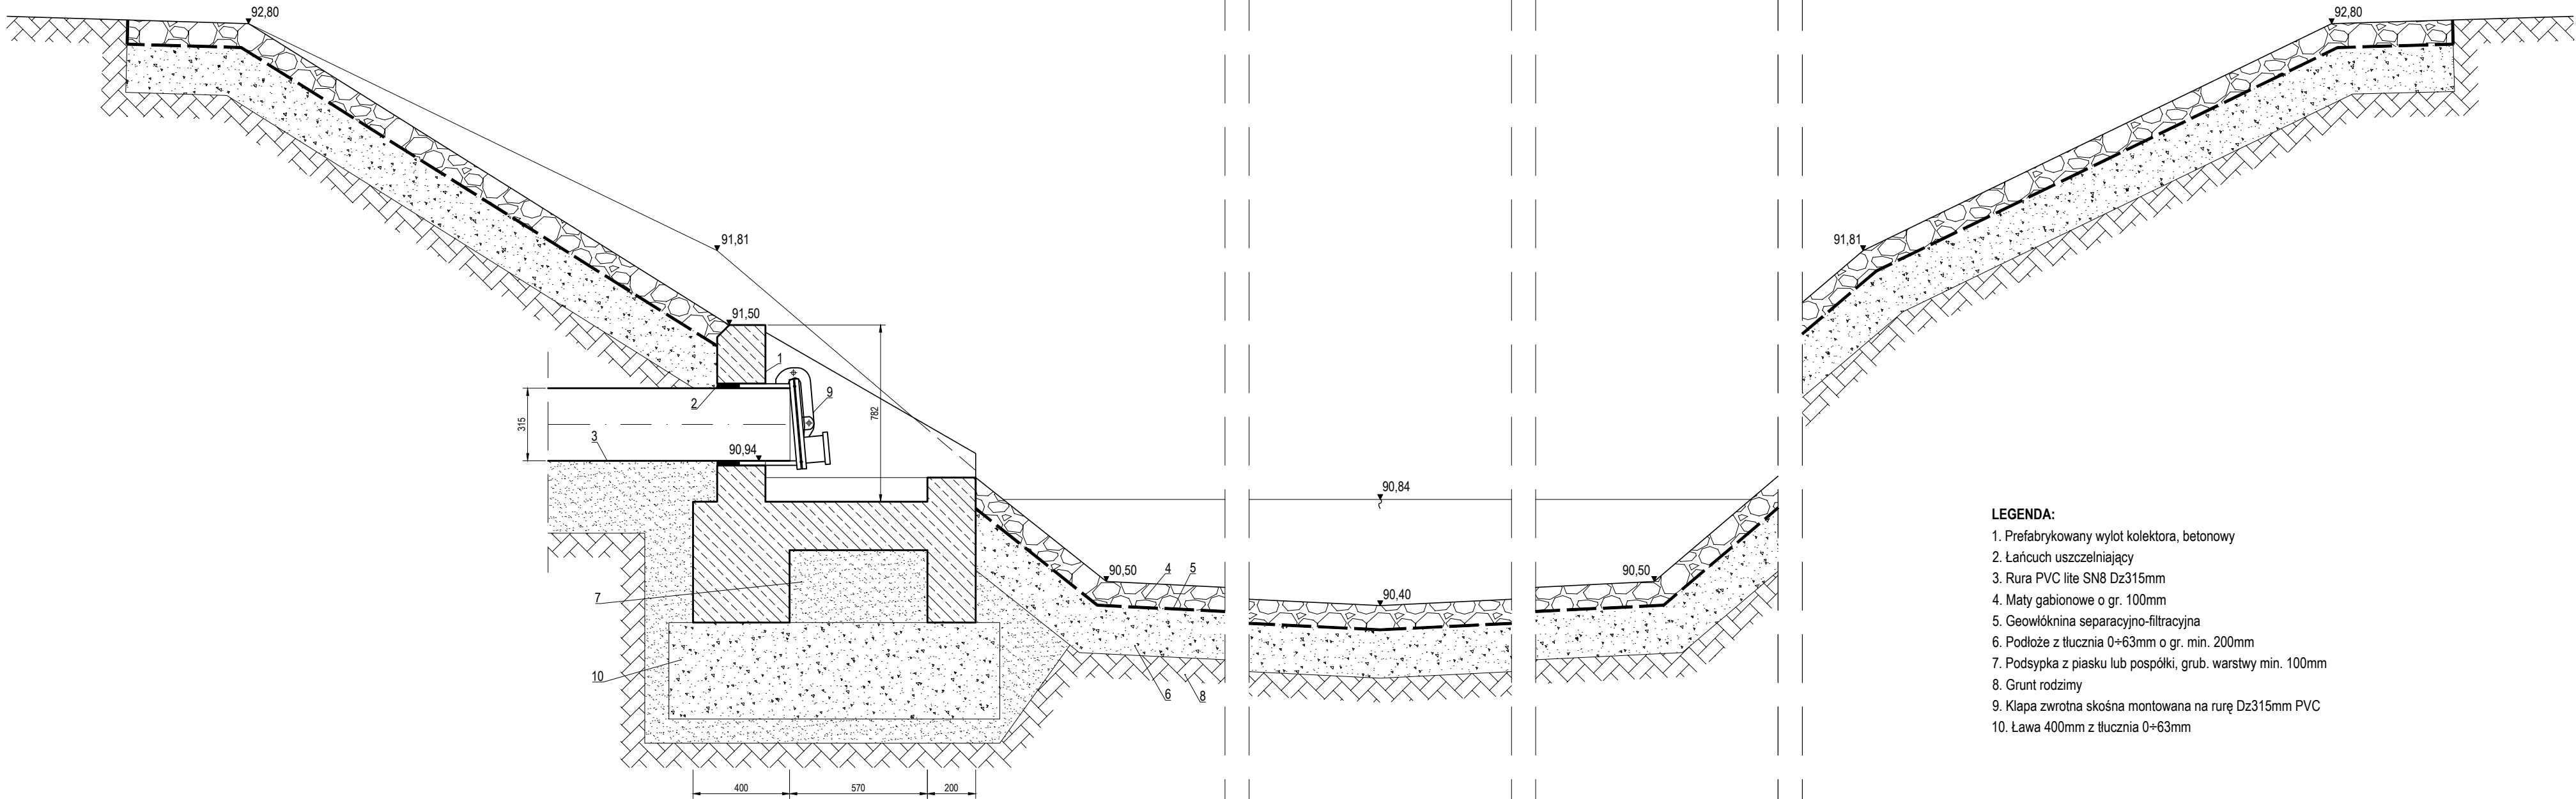 92,80
92,80
91,81
91,81
91,50
1
9
2
315
782
3
90,94
90,84
LEGENDA:
1. Prefabrykowany wylot kolektora, betonowy
2. Łańcuch uszczelniający
3. Rura PVC lite SN8 Dz315mm
4. Maty gabionowe o gr. 100mm
5. Geowłóknina separacyjno-filtracyjna
6. Podłoże z tłucznia 0÷63mm o gr. min. 200mm
7. Podsypka z piasku lub pospółki, grub. warstwy min. 100mm
8. Grunt rodzimy
9. Klapa zwrotna skośna montowana na rurę Dz315mm PVC
10. Ława 400mm z tłucznia 0÷63mm
90,50
4
5
90,50
90,40
7
10
6
8
400
570
200